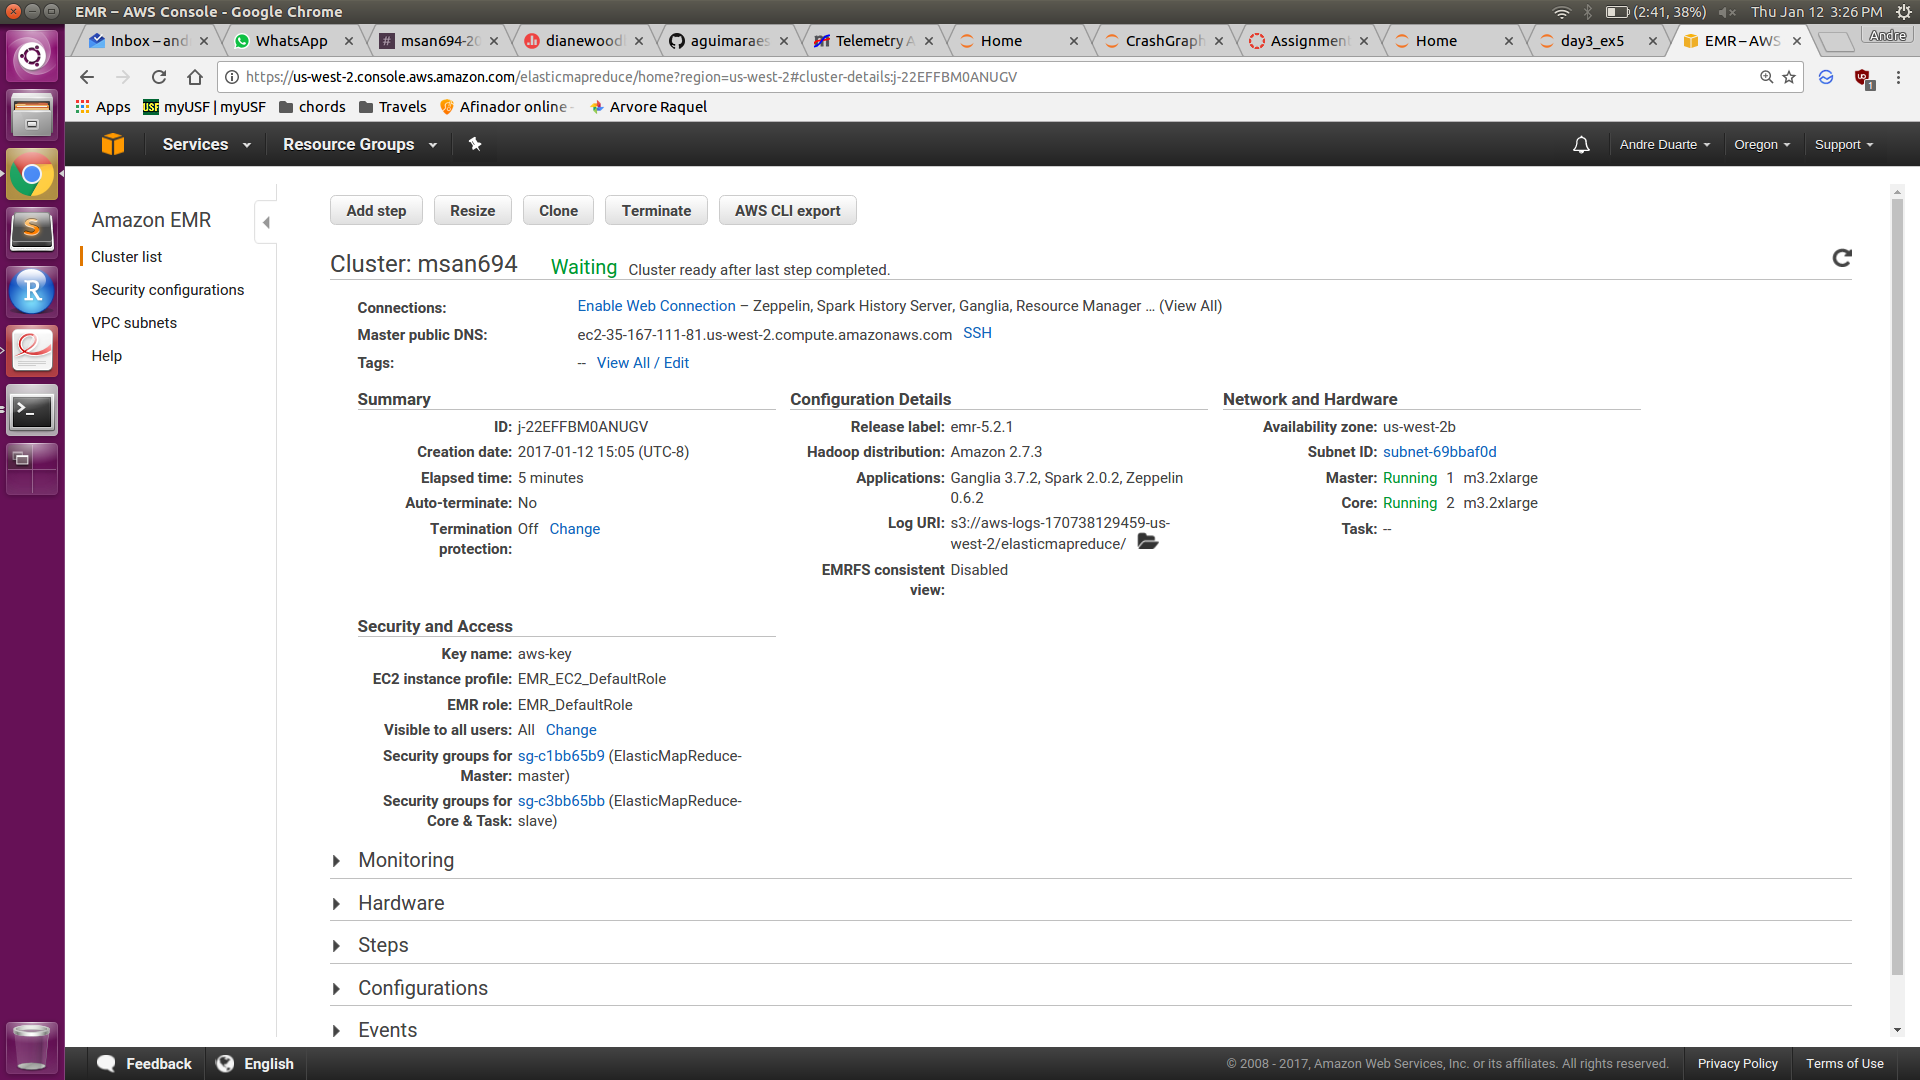 EMR – AWS Console - Google Chrome
(2:41, 38%) Thu Jan 12 3:26 PM
Inbox – and
WhatsApp
msan694-20
dianewoodl
aguimaraes
Telemetry A
Home
CrashGraph
Assignment
Home
day3_ex5
EMR – AWS
Andre
https://us-west-2.console.aws.amazon.com/elasticmapreduce/home?region=us-west-2#cluster-details:j-22EFFBM0ANUGV
1
Apps
USF myUSF | myUSF
chords
Travels
Afinador online -
Arvore Raquel
Services
Resource Groups
Andre Duarte
Oregon
Support
Amazon EMR
Cluster list
Security configurations
VPC subnets
Help
Add step
Resize
Clone
Terminate
AWS CLI export
Cluster: msan694 Waiting Cluster ready after last step completed.
Connections: Enable Web Connection – Zeppelin, Spark History Server, Ganglia, Resource Manager ... (View All)
Master public DNS: ec2-35-167-111-81.us-west-2.compute.amazonaws.com SSH
Tags: -- View All / Edit
Summary
ID: j-22EFFBM0ANUGV
Creation date: 2017-01-12 15:05 (UTC-8)
Elapsed time: 5 minutes
Auto-terminate: No
Termination Off Change
protection:
Configuration Details
Release label: emr-5.2.1
Hadoop distribution: Amazon 2.7.3
Applications: Ganglia 3.7.2, Spark 2.0.2, Zeppelin
0.6.2
Log URI: s3://aws-logs-170738129459-us-
west-2/elasticmapreduce/
EMRFS consistent Disabled
view:
Network and Hardware
Availability zone: us-west-2b
Subnet ID: subnet-69bbaf0d
Master: Running 1 m3.2xlarge
Core: Running 2 m3.2xlarge
Task: --
Security and Access
Key name: aws-key
EC2 instance profile: EMR_EC2_DefaultRole
EMR role: EMR_DefaultRole
Visible to all users: All Change
Security groups for sg-c1bb65b9 (ElasticMapReduce-
Master: master)
Security groups for sg-c3bb65bb (ElasticMapReduce-
Core & Task: slave)
Monitoring
Hardware
Steps
Configurations
Events
Feedback
English
© 2008 - 2017, Amazon Web Services, Inc. or its affiliates. All rights reserved.
Privacy Policy
Terms of Use